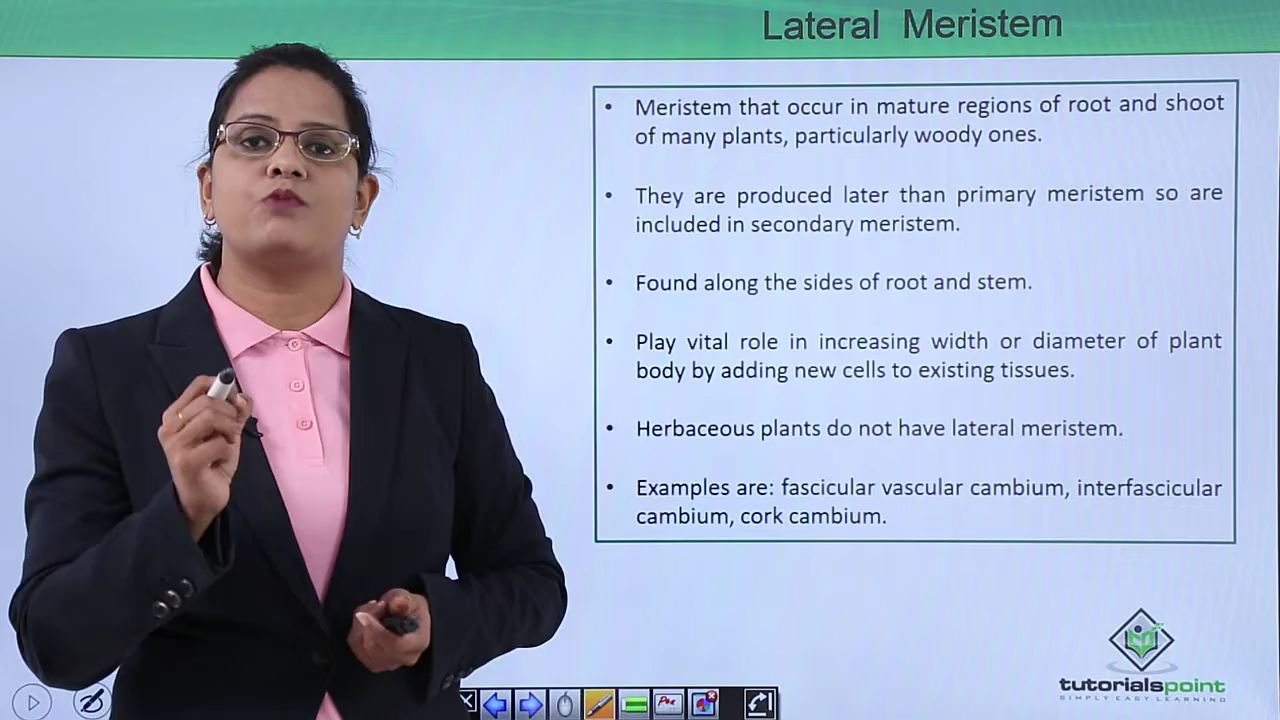 Lateral Meristem
• Meristem that occur in mature regions of root and shoot
of many plants, particularly woody ones.
• They are produced later than primary meristem so are
included in secondary meristem.
• Found along the sides of root and stem.
• Play vital role in increasing width or diameter of plant
body by adding new cells to existing tissues.
• Herbaceous plants do not have lateral meristem.
• Examples are: fascicular vascular cambium, interfascicular
cambium, cork cambium.
tutorialspoint
SIMPLY EASY LEARNING
Pen